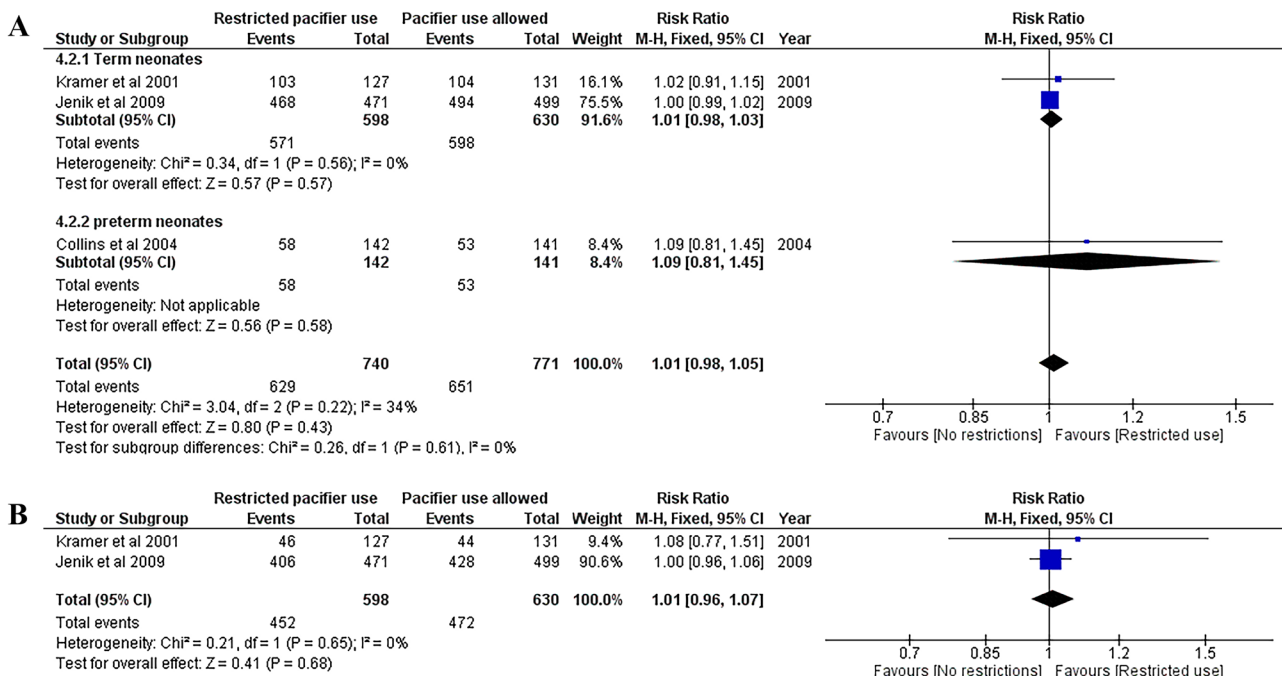 A
Restricted pacifier use Pacifier use allowed Risk Ratio Risk Ratio
Study or Subgroup Events Total Events Total Weight M-H, Fixed, 95% CI Year M-H, Fixed, 95% CI
4.2.1 Term neonates
Kramer et al 2001 103 127 104 131 16.1% 1.02 [0.91, 1.15] 2001
Jenik et al 2009 468 471 494 499 75.5% 1.00 [0.99, 1.02] 2009
Subtotal (95% CI) 598 630 91.6% 1.01 [0.98, 1.03]
Total events 571 598
Heterogeneity: Chi² = 0.34, df = 1 (P = 0.56); I² = 0%
Test for overall effect: Z = 0.57 (P = 0.57)
4.2.2 preterm neonates
Collins et al 2004 58 142 53 141 8.4% 1.09 [0.81, 1.45] 2004
Subtotal (95% CI) 142 141 8.4% 1.09 [0.81, 1.45]
Total events 58 53
Heterogeneity: Not applicable
Test for overall effect: Z = 0.56 (P = 0.58)
Total (95% CI) 740 771 100.0% 1.01 [0.98, 1.05]
Total events 629 651
Heterogeneity: Chi² = 3.04, df = 2 (P = 0.22); I² = 34%
Test for overall effect: Z = 0.80 (P = 0.43)
Test for subgroup differences: Chi² = 0.26, df = 1 (P = 0.61), I² = 0%
0.7 0.85 1 1.2 1.5
Favours [No restrictions] Favours [Restricted use]
B
Restricted pacifier use Pacifier use allowed Risk Ratio Risk Ratio
Study or Subgroup Events Total Events Total Weight M-H, Fixed, 95% CI Year M-H, Fixed, 95% CI
Kramer et al 2001 46 127 44 131 9.4% 1.08 [0.77, 1.51] 2001
Jenik et al 2009 406 471 428 499 90.6% 1.00 [0.96, 1.06] 2009
Total (95% CI) 598 630 100.0% 1.01 [0.96, 1.07]
Total events 452 472
Heterogeneity: Chi² = 0.21, df = 1 (P = 0.65); I² = 0%
Test for overall effect: Z = 0.41 (P = 0.68)
0.7 0.85 1 1.2 1.5
Favours [No restrictions] Favours [Restricted use]